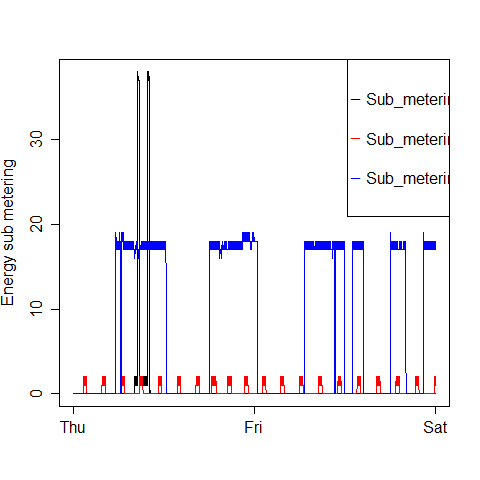 Energy sub metering
30
20
10
0
Thu
Fri
Sat
Sub_meterin
Sub_meterin
Sub_meterin